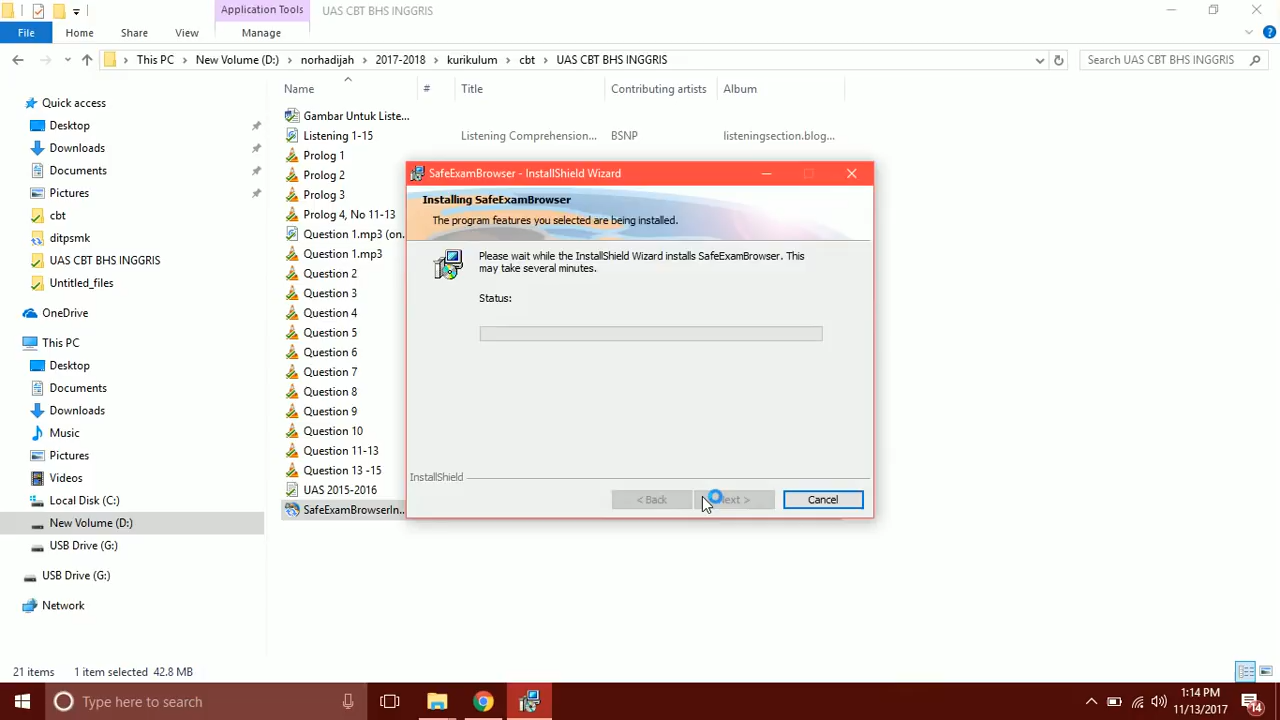 Application Tools
UAS CBT BHS INGGRIS
File
Home
Share
View
Manage
This PC
New Volume (D:)
norhadijah
2017-2018
kurikulum
cbt
UAS CBT BHS INGGRIS
Search UAS CBT BHS INGGRIS
Quick access
Desktop
Downloads
Documents
Pictures
cbt
ditpsmk
UAS CBT BHS INGGRIS
Untitled_files
OneDrive
This PC
Desktop
Documents
Downloads
Music
Pictures
Videos
Local Disk (C:)
New Volume (D:)
USB Drive (G:)
USB Drive (G:)
Network
Name
#
Title
Contributing artists
Album
Gambar Untuk Liste...
Listening 1-15
Listening Comprehension...
BSNP
listeningsection.blog...
Prolog 1
Prolog 2
Prolog 3
Prolog 4, No 11-13
Question 1.mp3 (on.
Question 1.mp3
Question 2
Question 3
Question 4
Question 5
Question 6
Question 7
Question 8
Question 9
Question 10
Question 11-13
Question 13 -15
UAS 2015-2016
SafeExamBrowserIn...
SafeExamBrowser - InstallShield Wizard
Installing SafeExamBrowser
The program features you selected are being installed.
Please wait while the InstallShield Wizard installs SafeExamBrowser. This
may take several minutes.
Status:
InstallShield
< Back
Next >
Cancel
21 items
1 item selected 42.8 MB
Type here to search
1:14 PM
11/13/2017
14